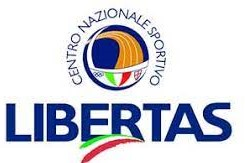 CENTRO NAZIONALE SPORTIVO
LIBERTAS